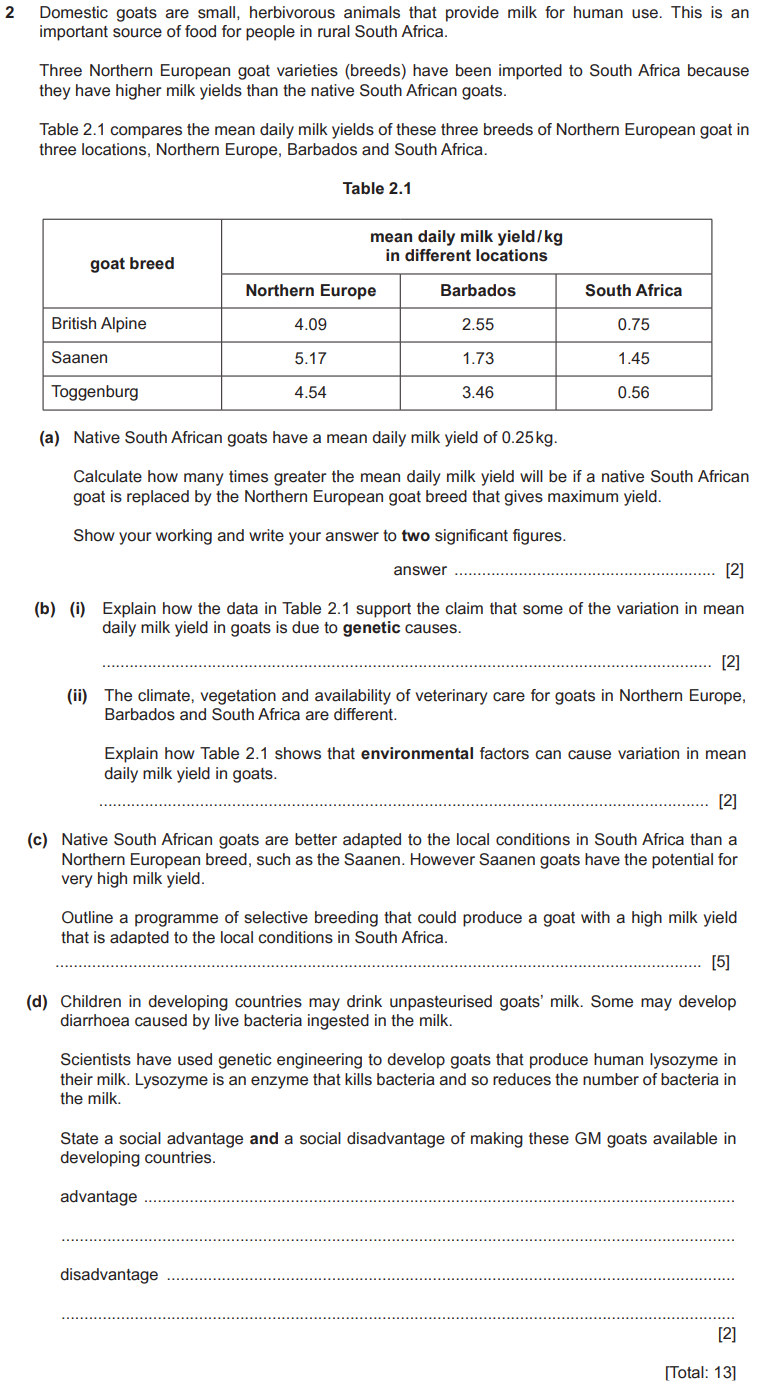 2 Domestic goats are small, herbivorous animals that provide milk for human use. This is an
important source of food for people in rural South Africa.
Three Northern European goat varieties (breeds) have been imported to South Africa because
they have higher milk yields than the native South African goats.
Table 2.1 compares the mean daily milk yields of these three breeds of Northern European goat in
three locations, Northern Europe, Barbados and South Africa.
Table 2.1
goat breed
mean daily milk yield/kg
in different locations
Northern Europe Barbados South Africa
British Alpine 4.09 2.55 0.75
Saanen 5.17 1.73 1.45
Toggenburg 4.54 3.46 0.56
(a) Native South African goats have a mean daily milk yield of 0.25kg.
Calculate how many times greater the mean daily milk yield will be if a native South African
goat is replaced by the Northern European goat breed that gives maximum yield.
Show your working and write your answer to two significant figures.
answer ........................................................ [2]
(b) (i) Explain how the data in Table 2.1 support the claim that some of the variation in mean
daily milk yield in goats is due to genetic causes.
.................................................................................................................................... [2]
(ii) The climate, vegetation and availability of veterinary care for goats in Northern Europe,
Barbados and South Africa are different.
Explain how Table 2.1 shows that environmental factors can cause variation in mean
daily milk yield in goats.
.................................................................................................................................... [2]
(c) Native South African goats are better adapted to the local conditions in South Africa than a
Northern European breed, such as the Saanen. However Saanen goats have the potential for
very high milk yield.
Outline a programme of selective breeding that could produce a goat with a high milk yield
that is adapted to the local conditions in South Africa.
............................................................................................................................................ [5]
(d) Children in developing countries may drink unpasteurised goats' milk. Some may develop
diarrhoea caused by live bacteria ingested in the milk.
Scientists have used genetic engineering to develop goats that produce human lysozyme in
their milk. Lysozyme is an enzyme that kills bacteria and so reduces the number of bacteria in
the milk.
State a social advantage and a social disadvantage of making these GM goats available in
developing countries.
advantage ................................................................................................................................
..................................................................................................................................................
disadvantage ...........................................................................................................................
..................................................................................................................................................
[2]
[Total: 13]